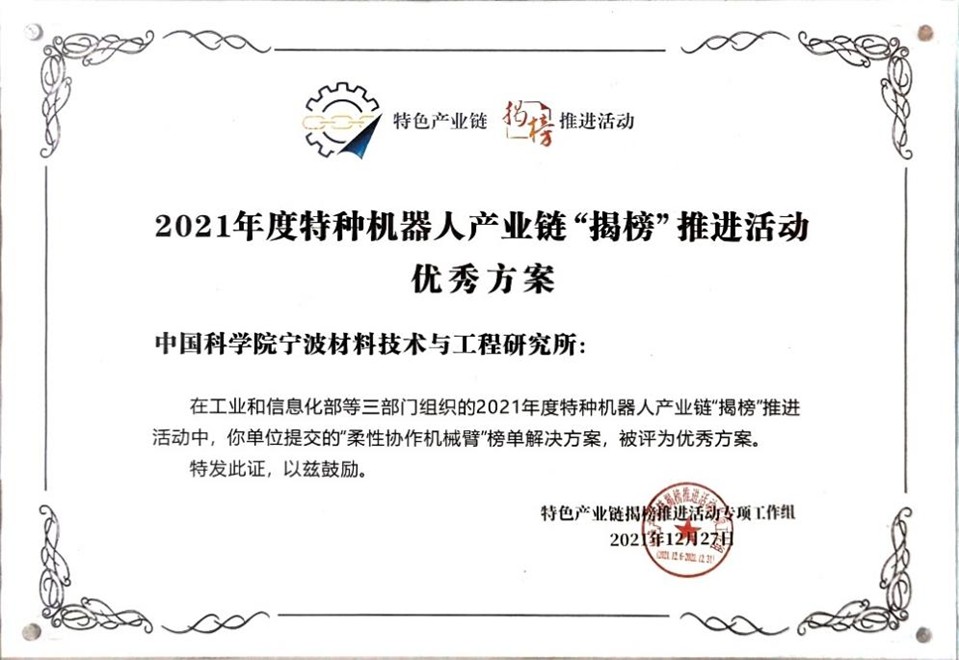 特色产业链 揭榜 推进活动
2021年度特种机器人产业链“揭榜”推进活动
优秀方案
中国科学院宁波材料技术与工程研究所：
在工业和信息化部等三部门组织的2021年度特种机器人产业链“揭榜”推进
活动中，你单位提交的“柔性协作机械臂”榜单解决方案，被评为优秀方案。
特发此证，以兹鼓励。
特色产业链揭榜推进活动专项工作组
2021年12月27日